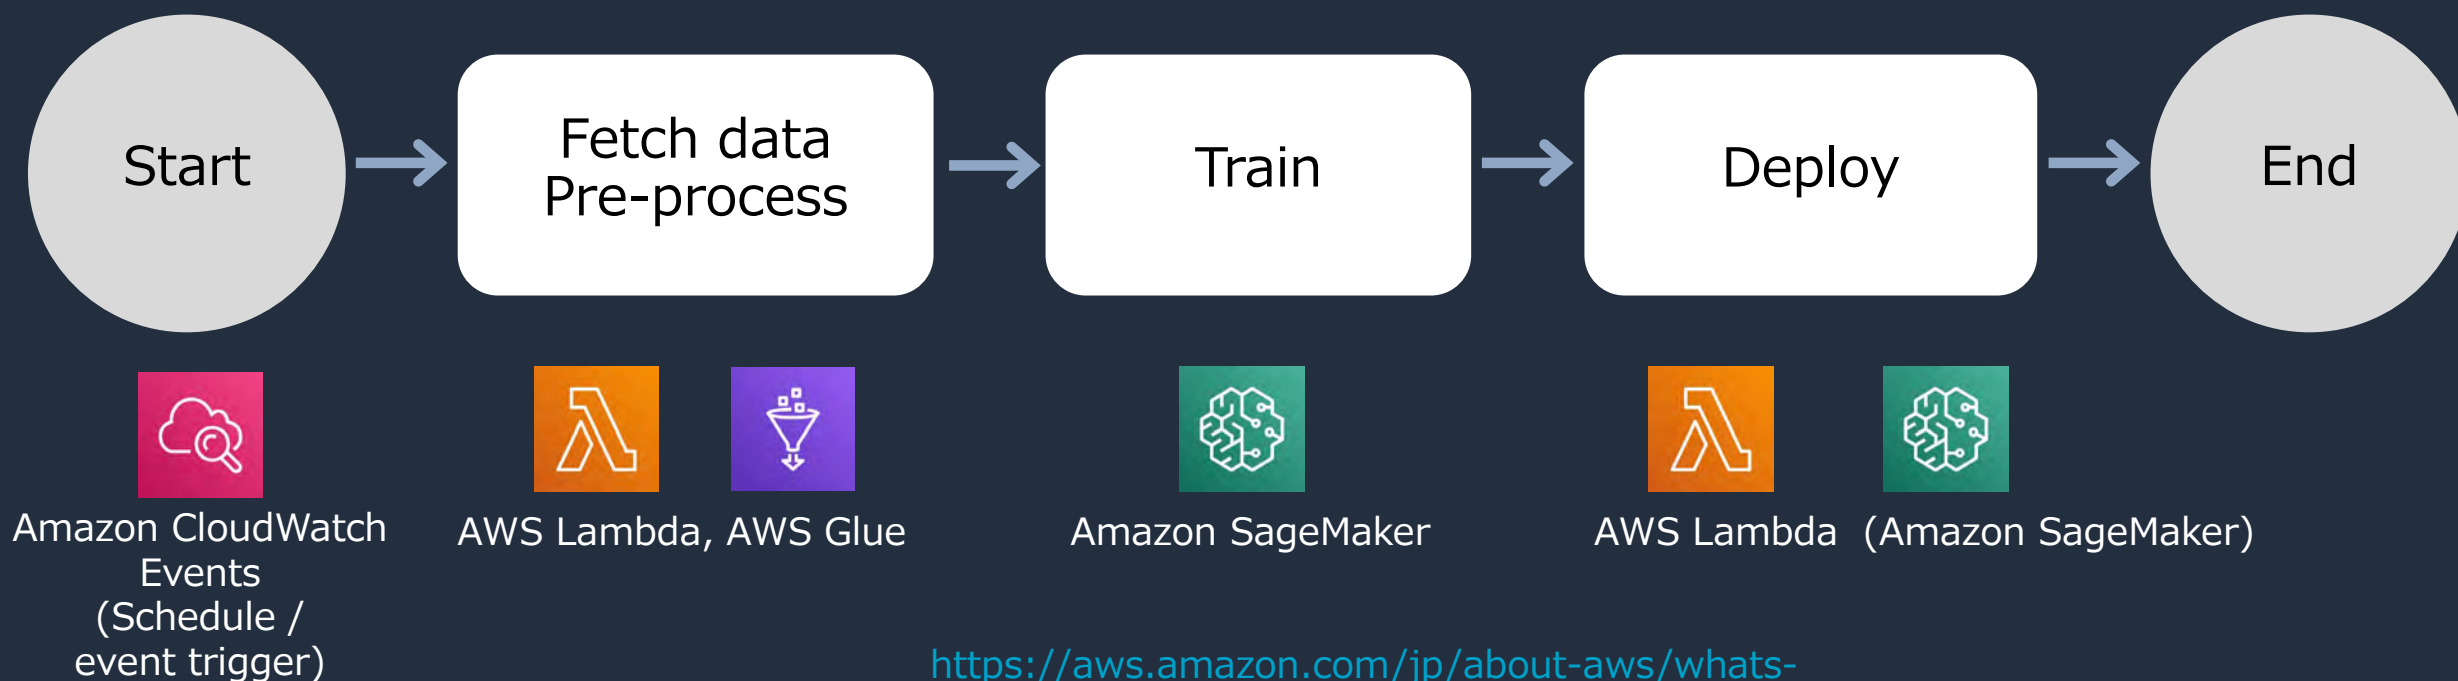 Start
Fetch data
Pre-process
Train
Deploy
End
Amazon CloudWatch
Events
(Schedule /
event trigger)
AWS Lambda, AWS Glue
Amazon SageMaker
AWS Lambda (Amazon SageMaker)
https://aws.amazon.com/jp/about-aws/whats-